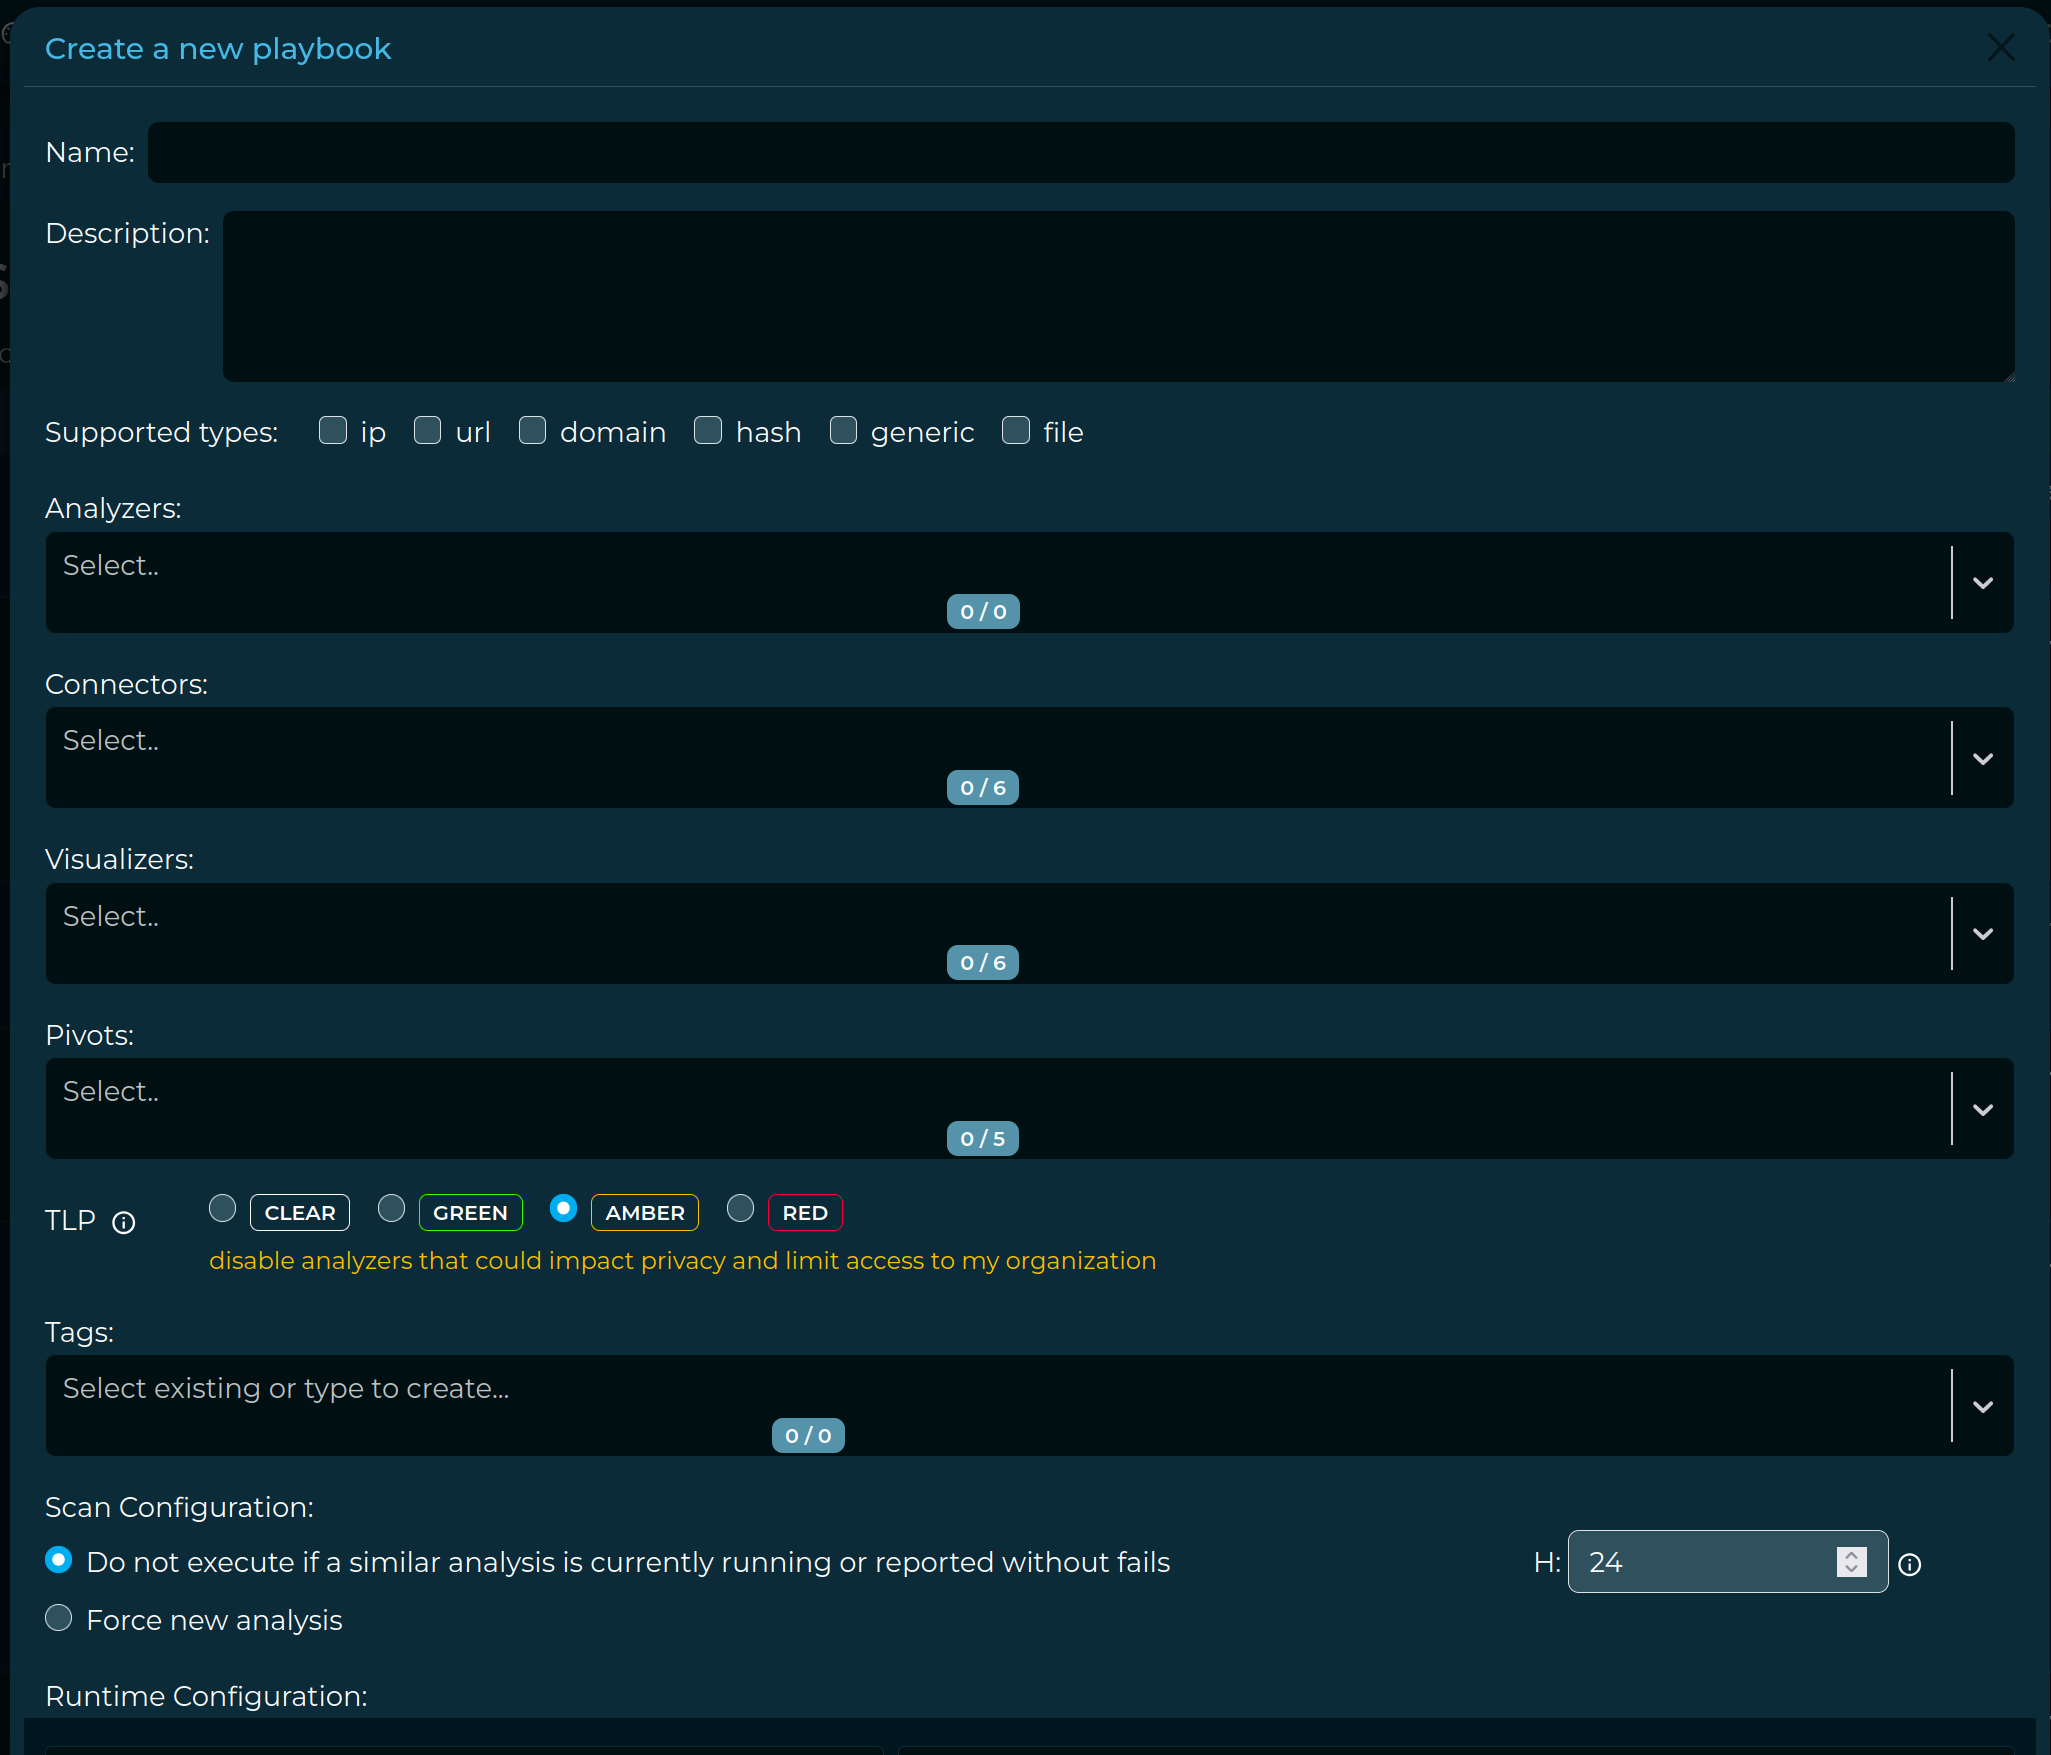 Create a new playbook
Name:
Description:
Supported types: ip url domain hash generic file
Analyzers:
Select..
0 / 0
Connectors:
Select..
0 / 6
Visualizers:
Select..
0 / 6
Pivots:
Select..
0 / 5
TLP CLEAR GREEN AMBER RED
disable analyzers that could impact privacy and limit access to my organization
Tags:
Select existing or type to create...
0 / 0
Scan Configuration:
Do not execute if a similar analysis is currently running or reported without fails H: 24
Force new analysis
Runtime Configuration: